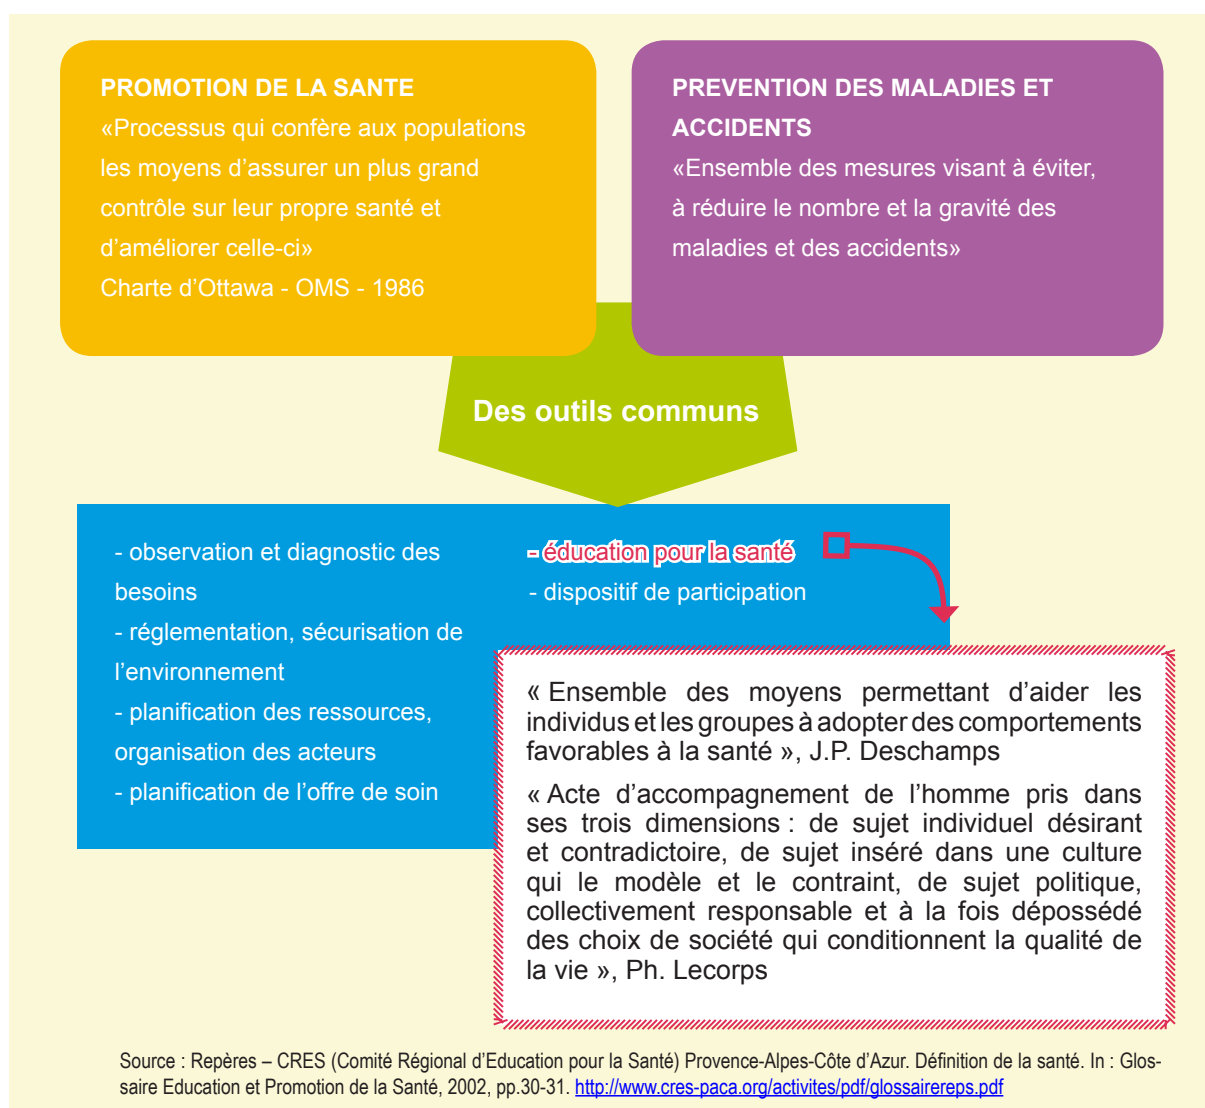 PROMOTION DE LA SANTE
«Processus qui confère aux populations
les moyens d’assurer un plus grand
contrôle sur leur propre santé et
d’améliorer celle-ci»
Charte d’Ottawa - OMS - 1986
PREVENTION DES MALADIES ET
ACCIDENTS
«Ensemble des mesures visant à éviter,
à réduire le nombre et la gravité des
maladies et des accidents»
Des outils communs
- observation et diagnostic des
besoins
- réglementation, sécurisation de
l’environnement
- planification des ressources,
organisation des acteurs
- planification de l’offre de soin
- éducation pour la santé
- dispositif de participation
« Ensemble des moyens permettant d’aider les
individus et les groupes à adopter des comportements
favorables à la santé », J.P. Deschamps
« Acte d’accompagnement de l’homme pris dans
ses trois dimensions : de sujet individuel désirant
et contradictoire, de sujet inséré dans une culture
qui le modèle et le contraint, de sujet politique,
collectivement responsable et à la fois dépossédé
des choix de société qui conditionnent la qualité de
la vie », Ph. Lecorps
Source : Repères – CRES (Comité Régional d’Education pour la Santé) Provence-Alpes-Côte d’Azur. Définition de la santé. In : Glos-
saire Education et Promotion de la Santé, 2002, pp.30-31. http://www.cres-paca.org/activites/pdf/glossairereps.pdf